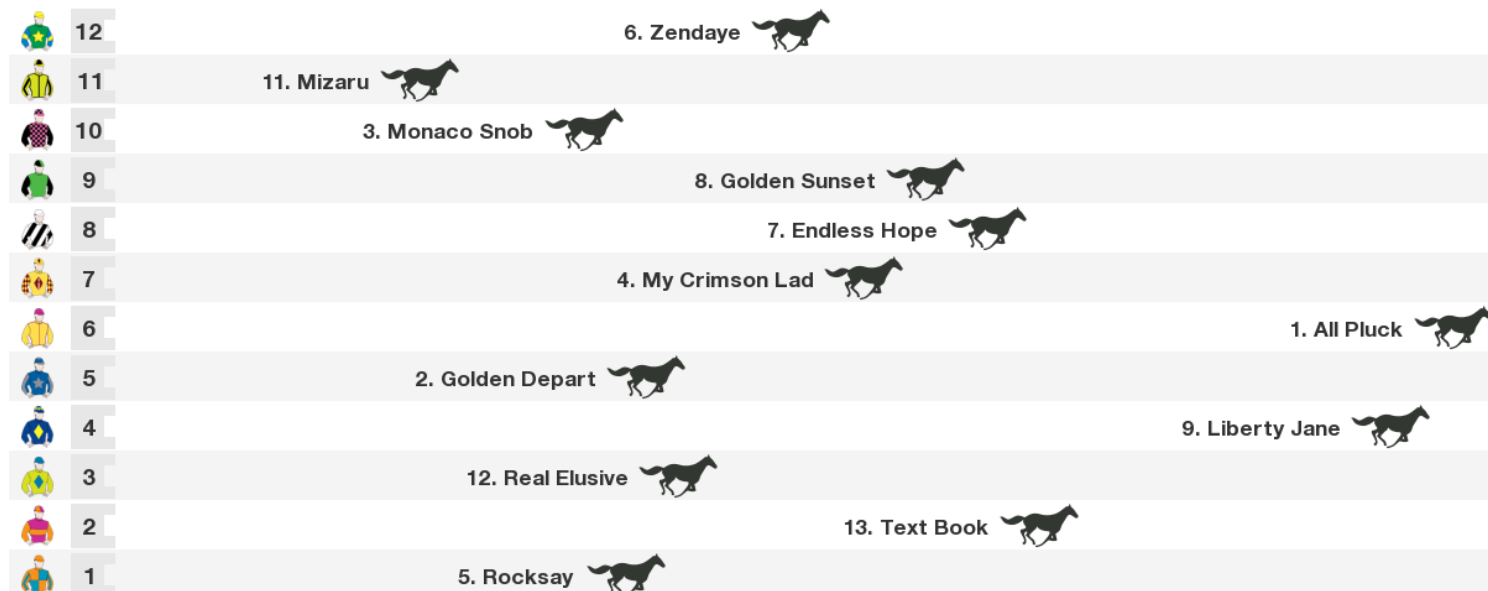 12 6. Zendaye
11 11. Mizaru
10 3. Monaco Snob
9 8. Golden Sunset
8 7. Endless Hope
7 4. My Crimson Lad
6 1. All Pluck
5 2. Golden Depart
4 9. Liberty Jane
3 12. Real Elusive
2 13. Text Book
1 5. Rocksay